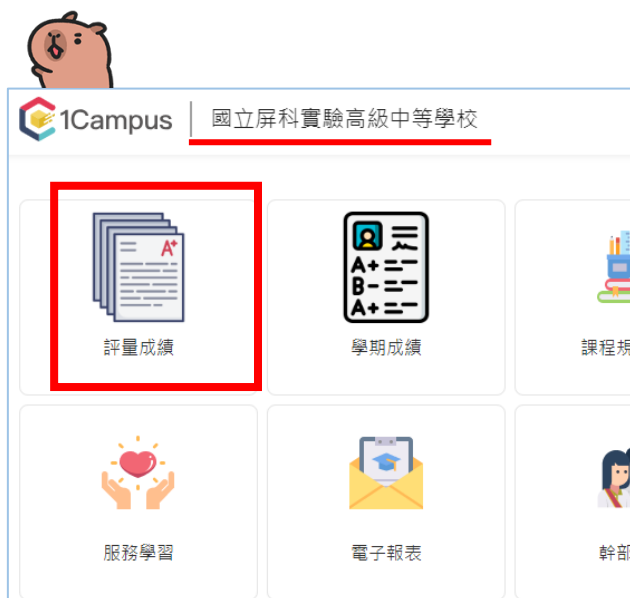 1Campus 國立屏科實驗高級中等學校
A+
A+
B-
A+
評量成績 學期成績 課程規
服務學習 電子報表 幹部